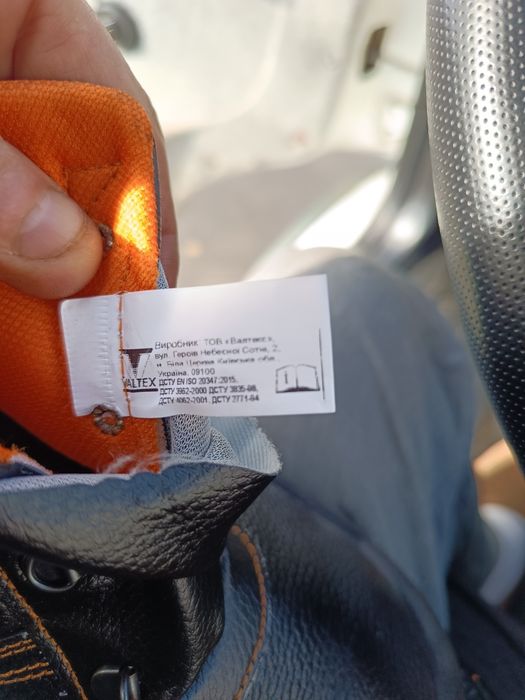 Виробник ТОВ «Валтекс»,
вул. Героїв Небесної Сотні, 2,
м. Біла Церква Київська обл.
Україна, 09100
ДСТУ EN ISO 20347:2015,
ДСТУ 3962-2000 ДСТУ 3835-98,
ДСТУ 4062-2001, ДСТУ 2771-94
VALTEX
i